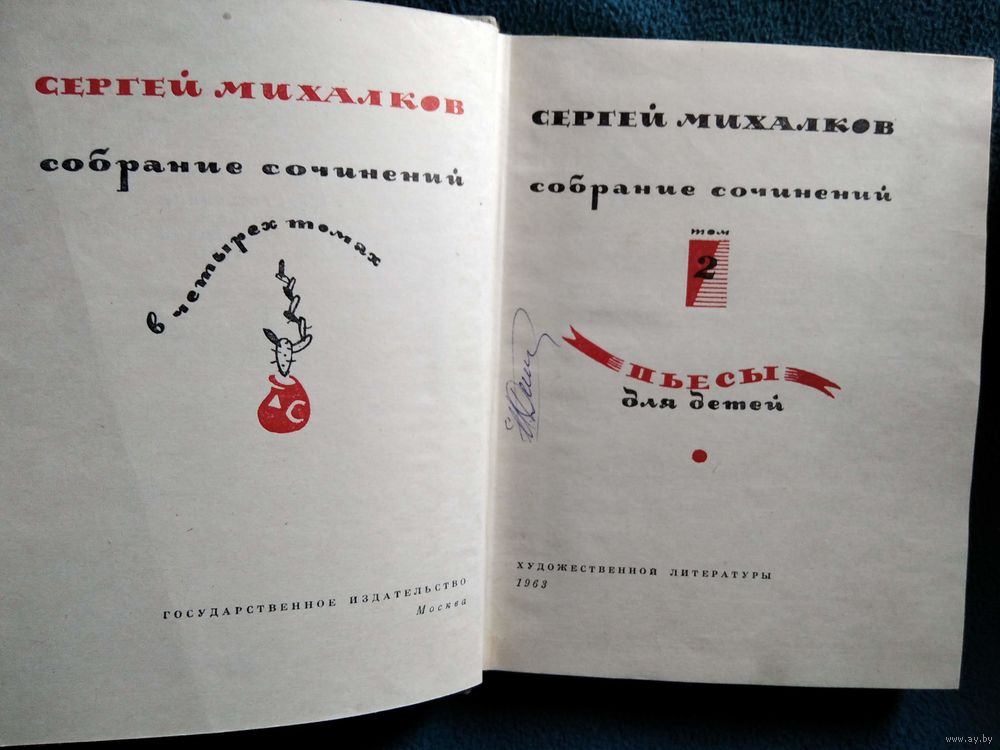 СЕРГЕЙ МИХАЛКОВ
собрание сочинений
в четырех томах
ГОСУДАРСТВЕННОЕ ИЗДАТЕЛЬСТВО
Москва
СЕРГЕЙ МИХАЛКОВ
собрание сочинений
том
2
ПЬЕСЫ
для детей
ХУДОЖЕСТВЕННОЙ ЛИТЕРАТУРЫ
1963
www.ay.by